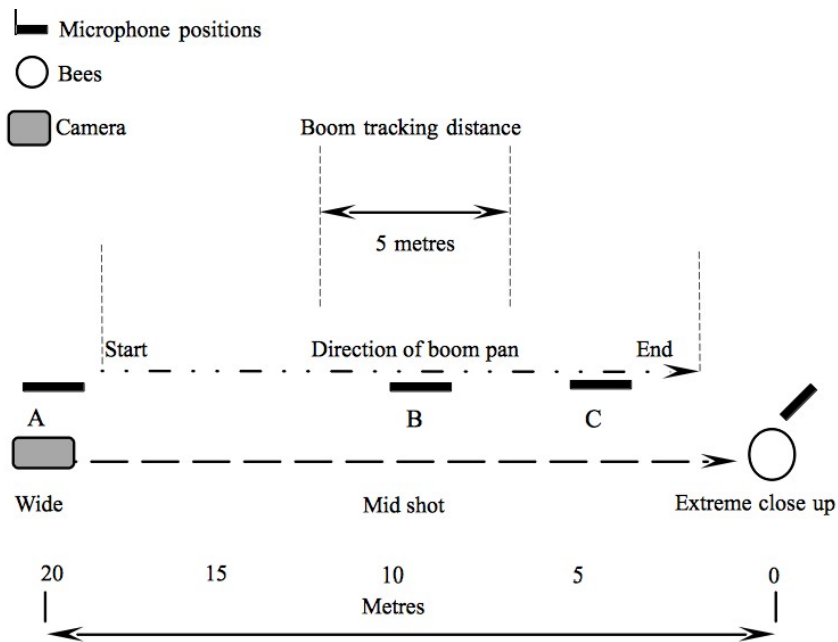 Microphone positions
Bees
Camera
Boom tracking distance
5 metres
Start Direction of boom pan End
A B C
Wide Mid shot Extreme close up
20 15 10 5 0
Metres